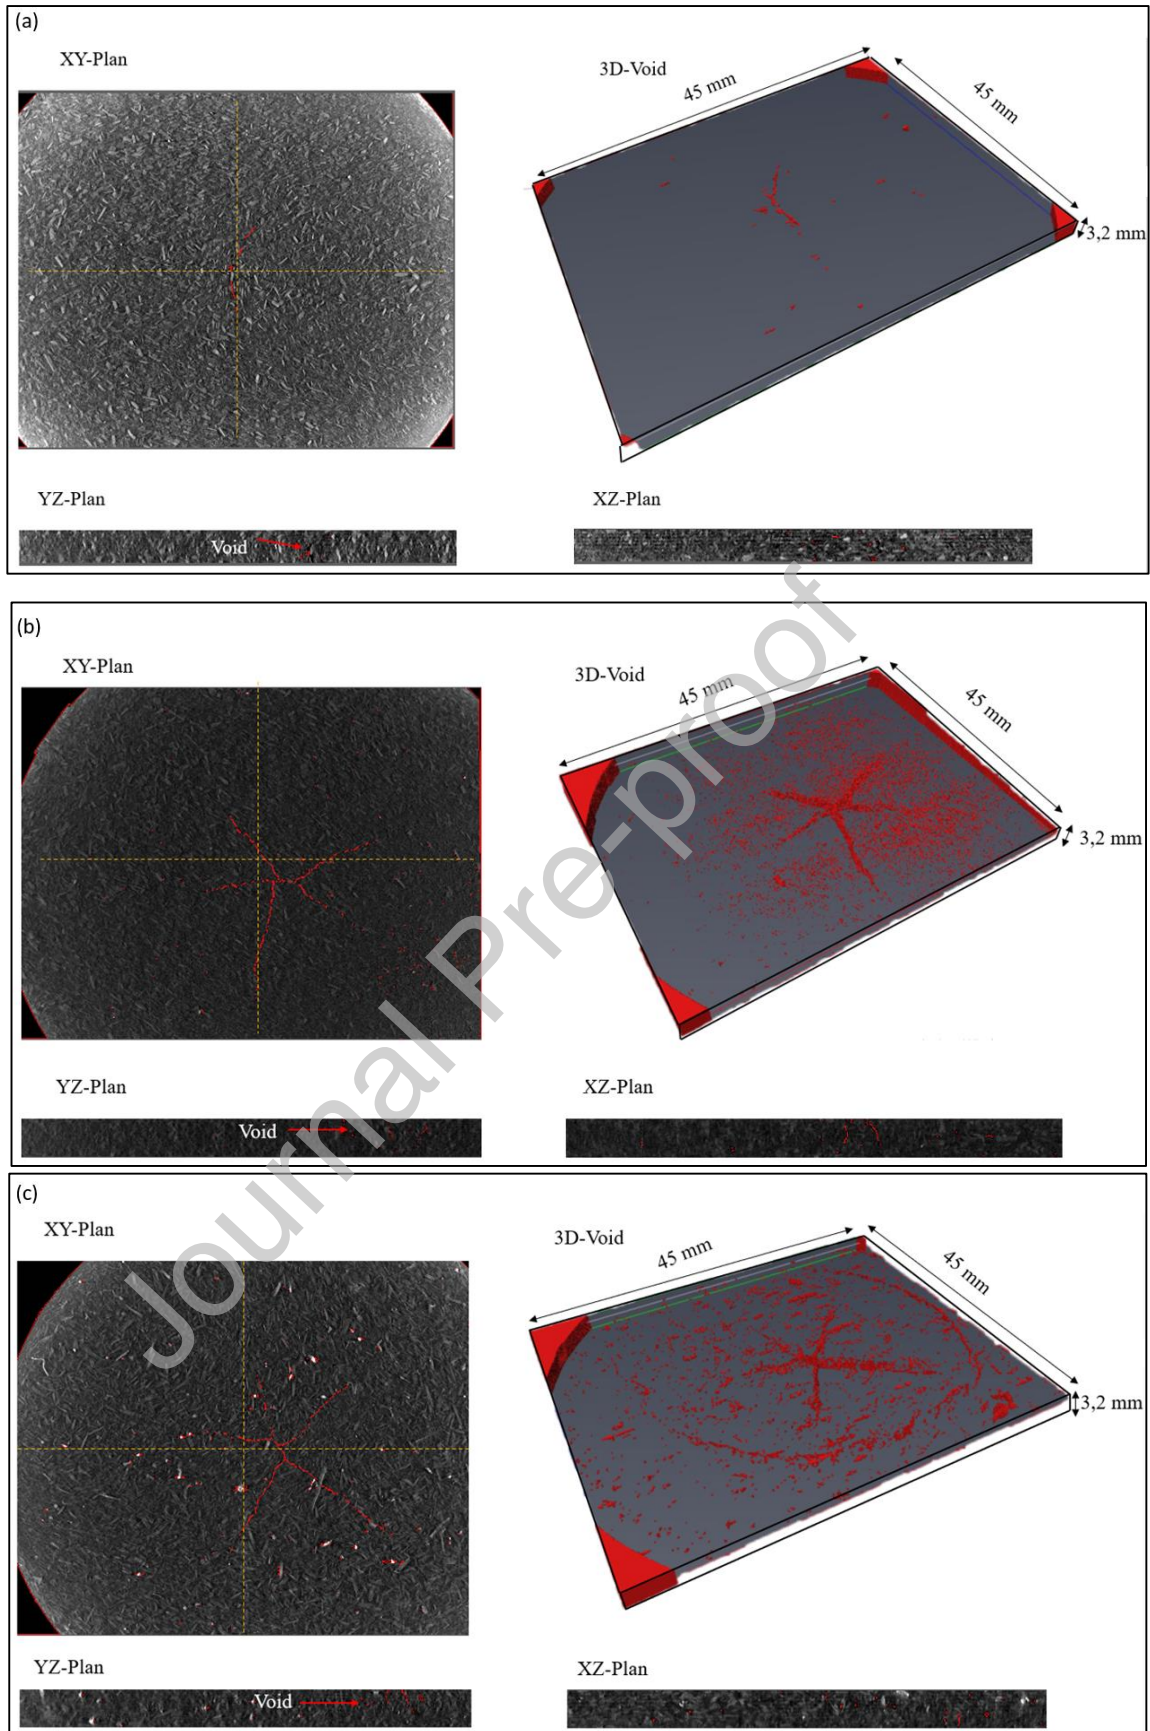 (a)
XY-Plan
3D-Void
45 mm
45 mm
3,2 mm
YZ-Plan
XZ-Plan
Void
(b)
XY-Plan
3D-Void
45 mm
45 mm
3,2 mm
YZ-Plan
XZ-Plan
Void
(c)
XY-Plan
3D-Void
45 mm
45 mm
3,2 mm
YZ-Plan
XZ-Plan
Void
Journal Pre-proof